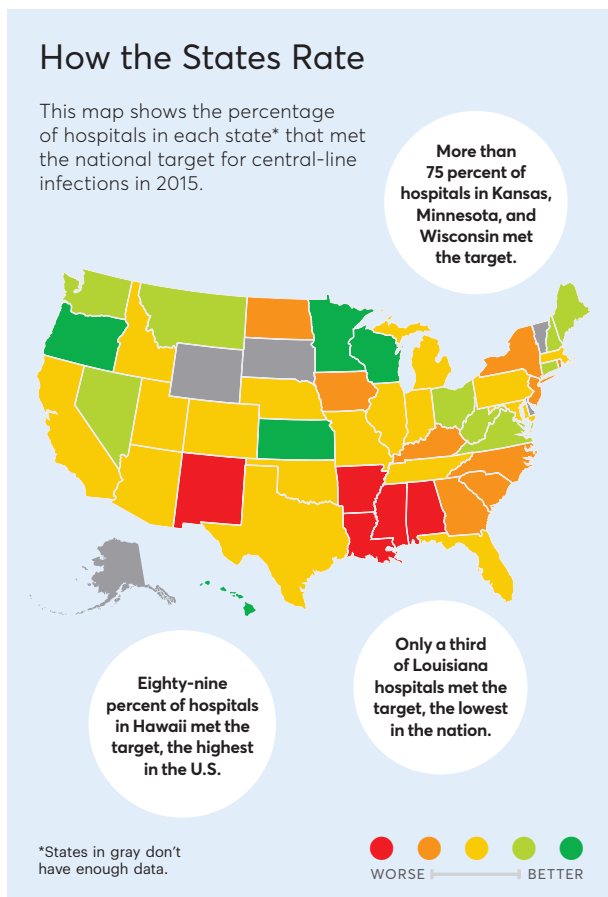 How the States Rate
This map shows the percentage
of hospitals in each state* that met
the national target for central-line
infections in 2015.
More than
75 percent of
hospitals in Kansas,
Minnesota, and
Wisconsin met
the target.
Eighty-nine
percent of hospitals
in Hawaii met the
target, the highest
in the U.S.
Only a third
of Louisiana
hospitals met the
target, the lowest
in the nation.
*States in gray don't
have enough data.
WORSE BETTER